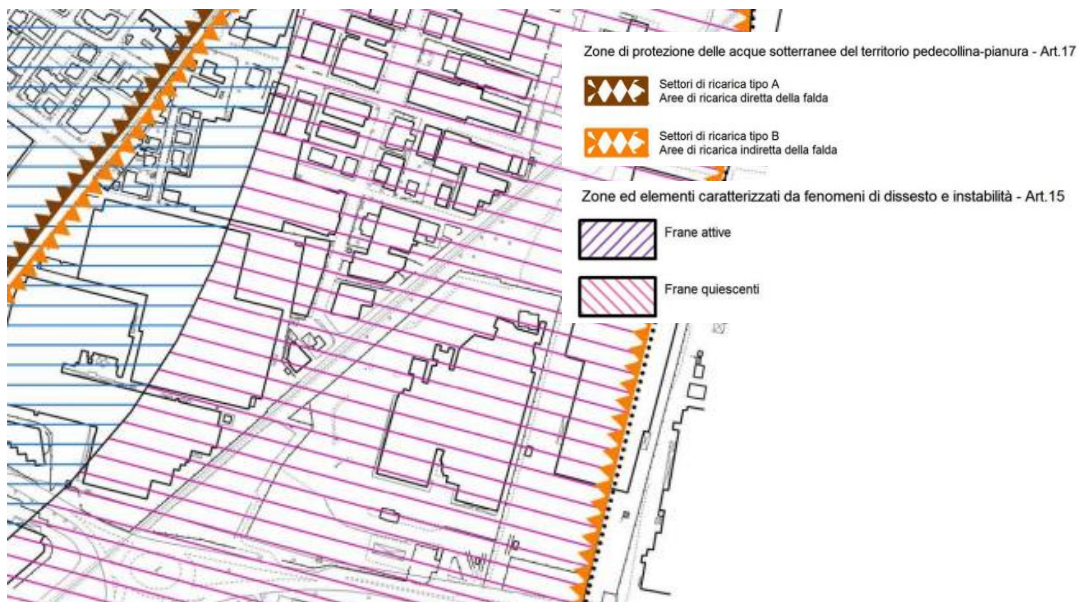 Zone di protezione delle acque sotterranee del territorio pedecollina-pianura - Art.17
Settori di ricarica tipo A
Aree di ricarica diretta della falda
Settori di ricarica tipo B
Aree di ricarica indiretta della falda
Zone ed elementi caratterizzati da fenomeni di dissesto e instabilità - Art.15
Frane attive
Frane quiescenti